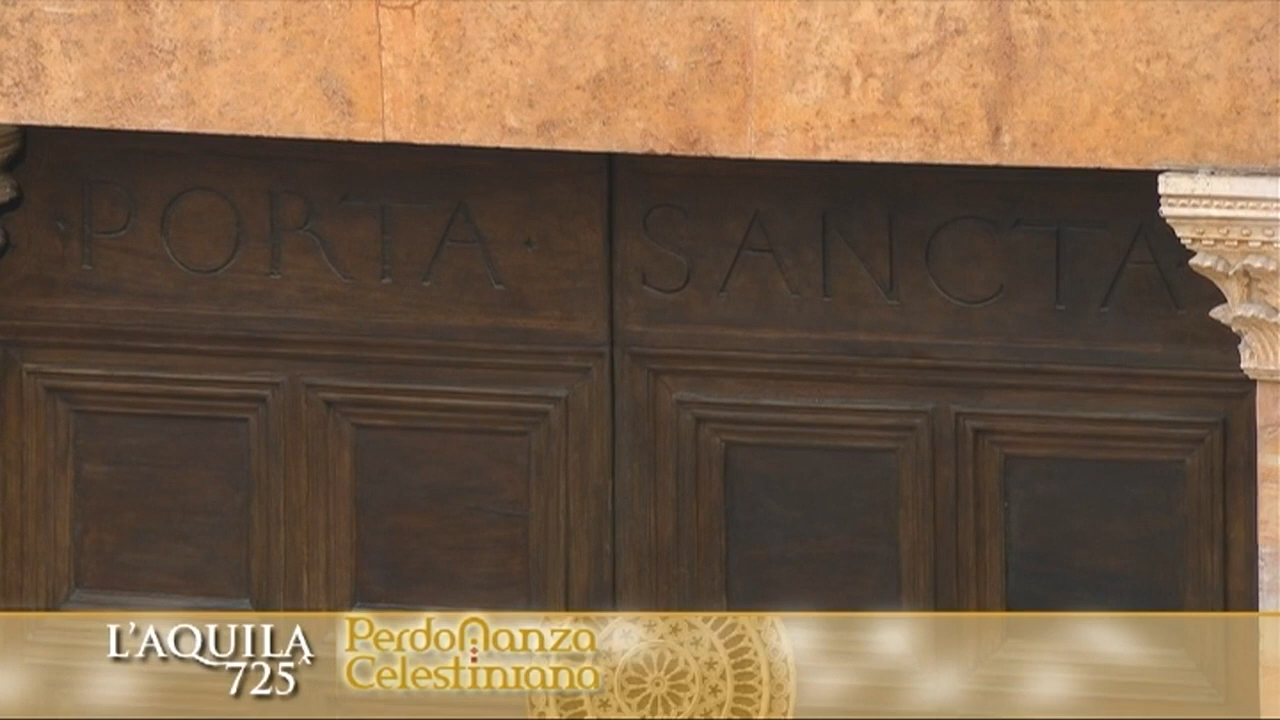 ·PORTA· SANCTA
L'AQUILA
725^
Perdonanza
Celestiniana